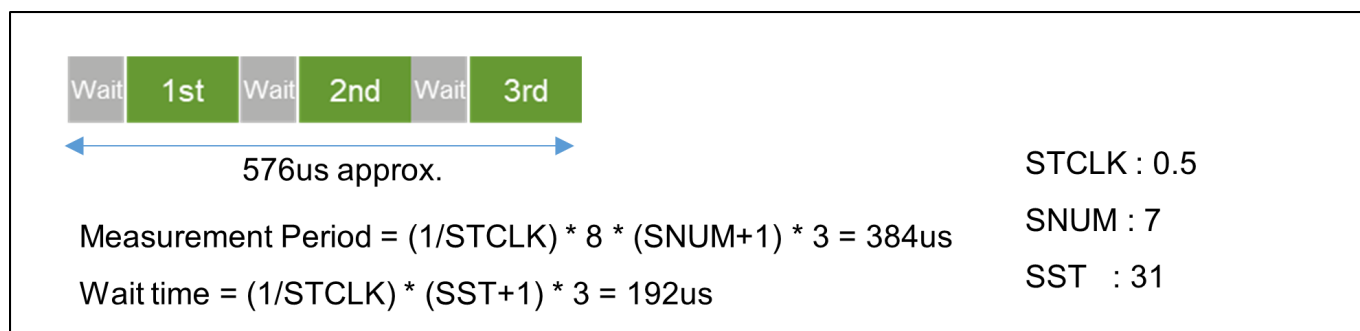 Wait 1st Wait 2nd Wait 3rd
576us approx.
STCLK : 0.5
Measurement Period = (1/STCLK) * 8 * (SNUM+1) * 3 = 384us
SNUM : 7
Wait time = (1/STCLK) * (SST+1) * 3 = 192us
SST : 31